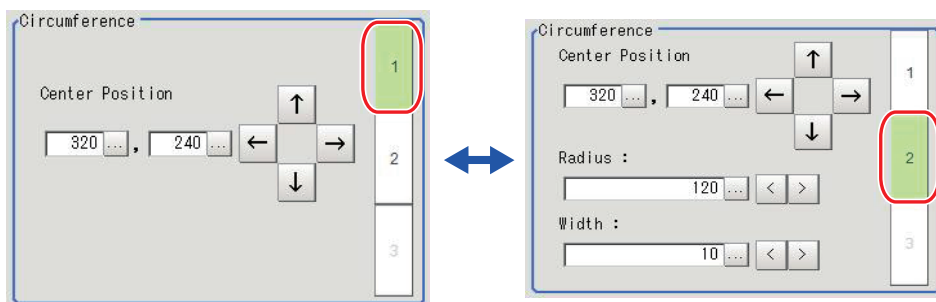 Circumference
Center Position
320 ... , 240 ... ← ↑ → ↓
1
2
3
Circumference
Center Position
320 ... , 240 ... ← ↑ → ↓
Radius :
120 ... < >
Width :
10 ... < >
1
2
3